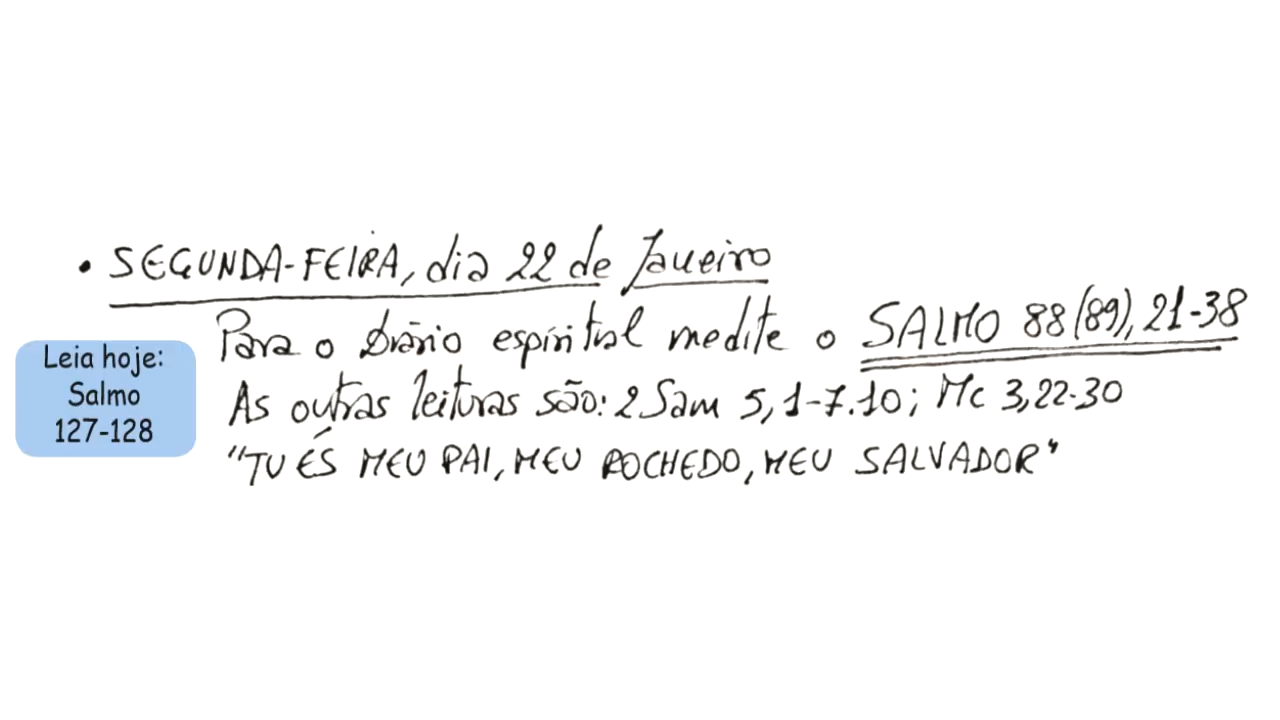 • SEGUNDA-FEIRA, dia 22 de Janeiro
Para o Diário espiritual medite o SALMO 88 (89), 21-38
As outras leituras são: 2 Sam 5, 1-7.10; Mc 3, 22-30
"TU ÉS MEU PAI, MEU ROCHEDO, MEU SALVADOR"
Leia hoje:
Salmo
127-128